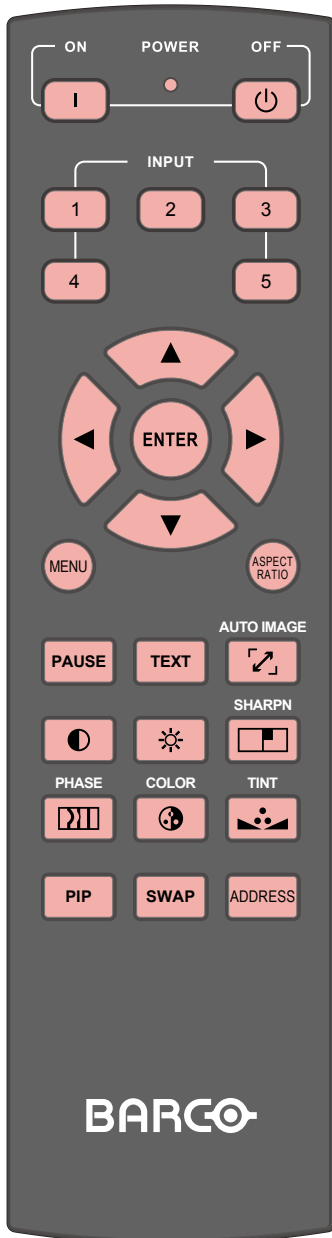 ON POWER OFF
I
INPUT
1 2 3
4 5
ENTER
MENU
ASPECT
RATIO
AUTO IMAGE
PAUSE TEXT
SHARPN
PHASE COLOR TINT
PIP SWAP ADDRESS
BARCO